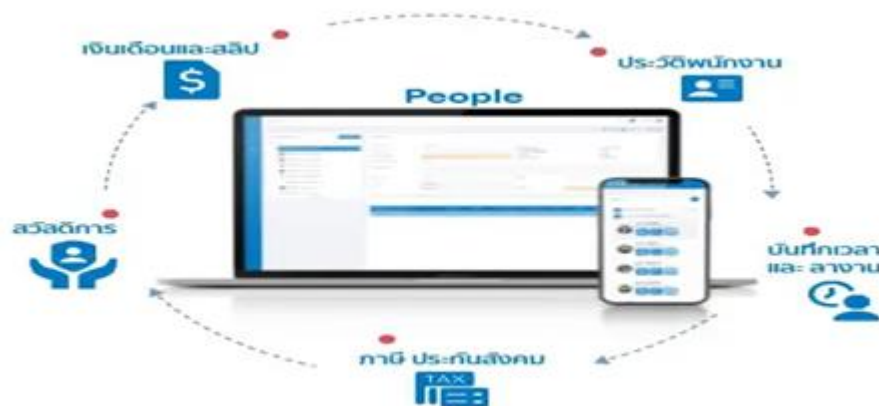 เงินเดือนและสลิป
ประวัติพนักงาน
People
สวัสดิการ
บันทึกเวลา
และ ลางาน
ภาษี ประกันสังคม
TAX